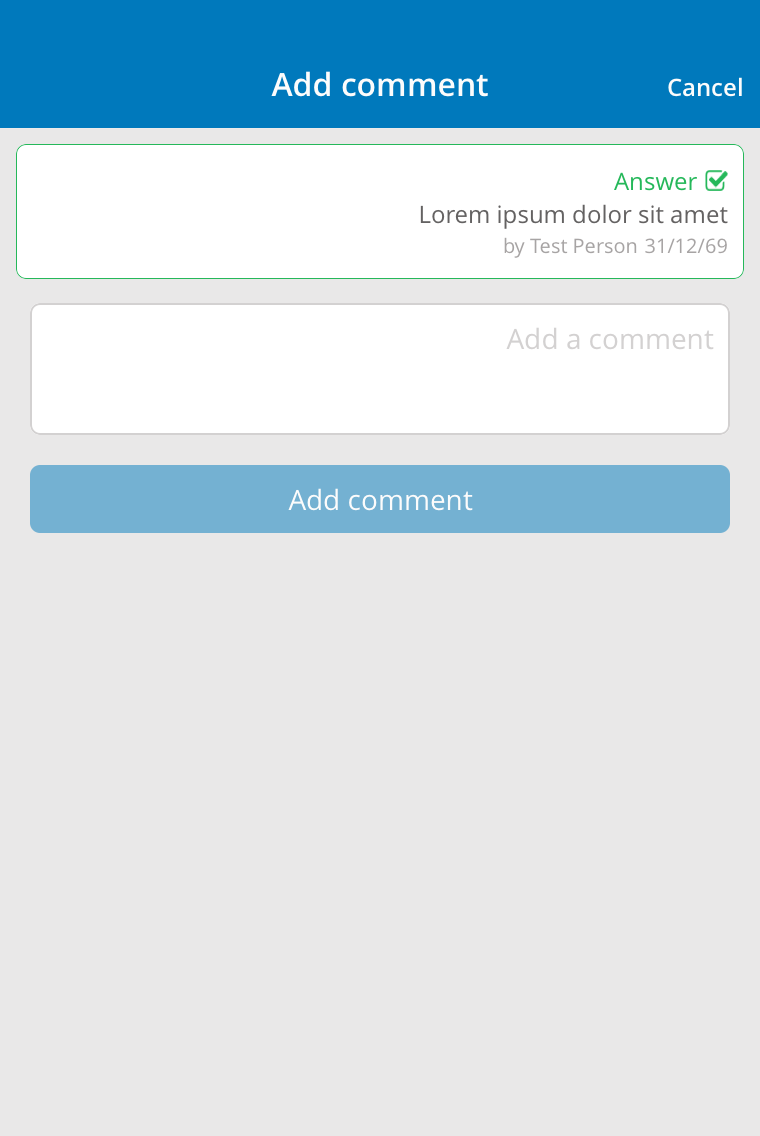 Add comment
Cancel
Answer
Lorem ipsum dolor sit amet
by Test Person 31/12/69
Add a comment
Add comment